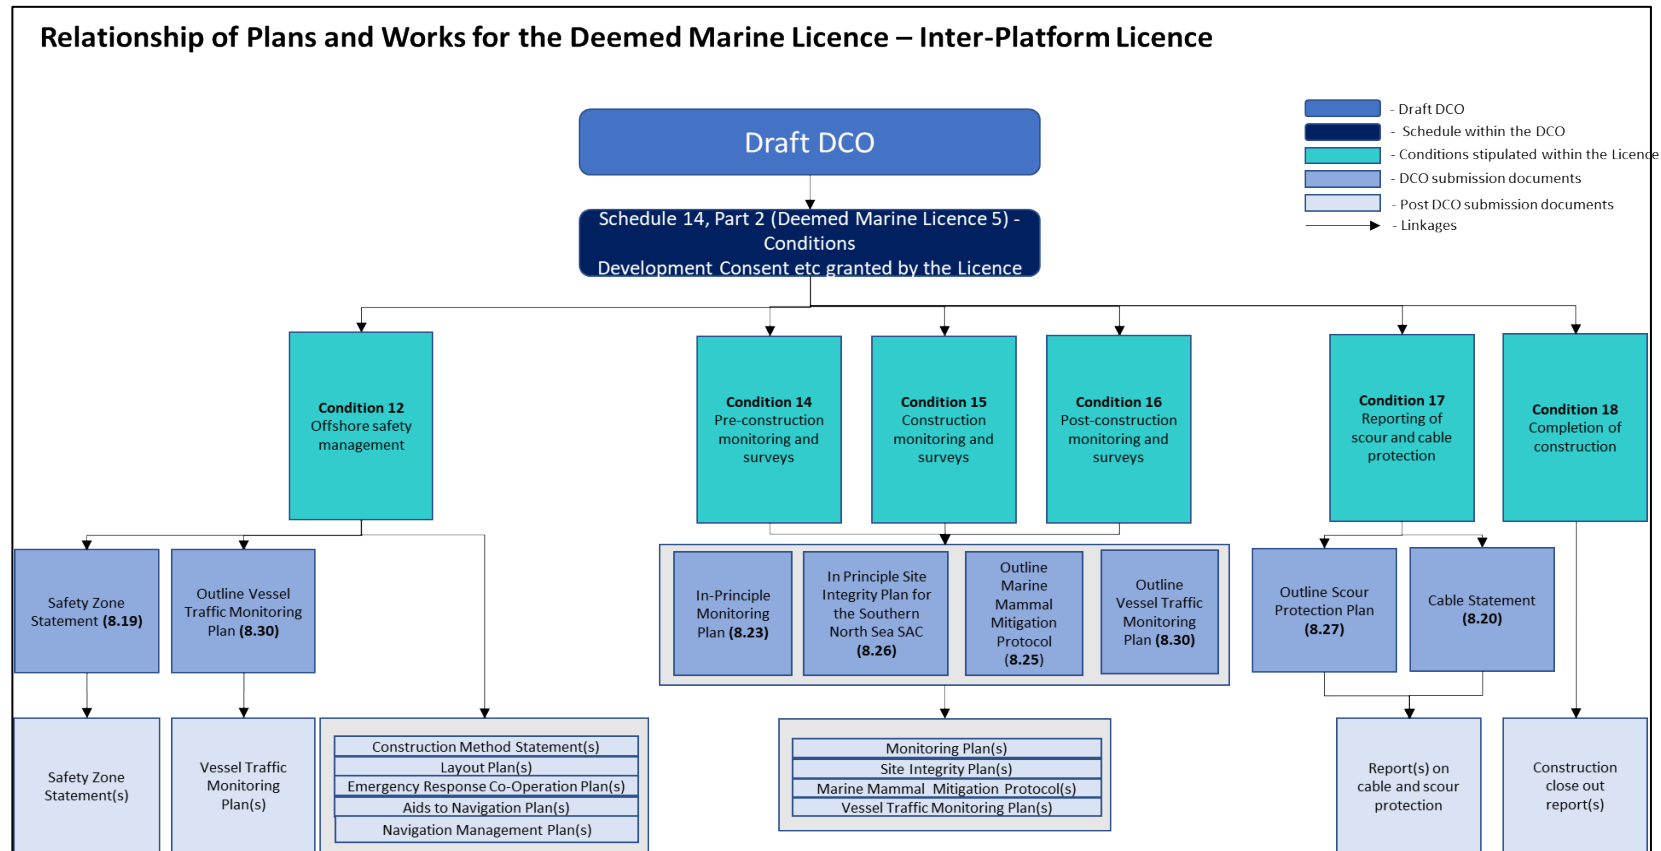 Relationship of Plans and Works for the Deemed Marine Licence – Inter-Platform Licence
- Draft DCO
- Schedule within the DCO
- Conditions stipulated within the Licence
- DCO submission documents
- Post DCO submission documents
- Linkages
Draft DCO
Schedule 14, Part 2 (Deemed Marine Licence 5) -
Conditions
Development Consent etc granted by the Licence
Condition 12
Offshore safety
management
Condition 14
Pre-construction
monitoring and
surveys
Condition 15
Construction
monitoring and
surveys
Condition 16
Post-construction
monitoring and
surveys
Condition 17
Reporting of
scour and cable
protection
Condition 18
Completion of
construction
Safety Zone
Statement (8.19)
Outline Vessel
Traffic Monitoring
Plan (8.30)
In-Principle
Monitoring
Plan (8.23)
In Principle Site
Integrity Plan for
the Southern
North Sea SAC
(8.26)
Outline
Marine
Mammal
Mitigation
Protocol
(8.25)
Outline
Vessel Traffic
Monitoring
Plan (8.30)
Outline Scour
Protection Plan
(8.27)
Cable Statement
(8.20)
Safety Zone
Statement(s)
Vessel Traffic
Monitoring
Plan(s)
Construction Method Statement(s)
Layout Plan(s)
Emergency Response Co-Operation Plan(s)
Aids to Navigation Plan(s)
Navigation Management Plan(s)
Monitoring Plan(s)
Site Integrity Plan(s)
Marine Mammal Mitigation Protocol(s)
Vessel Traffic Monitoring Plan(s)
Report(s) on
cable and scour
protection
Construction
close out
report(s)